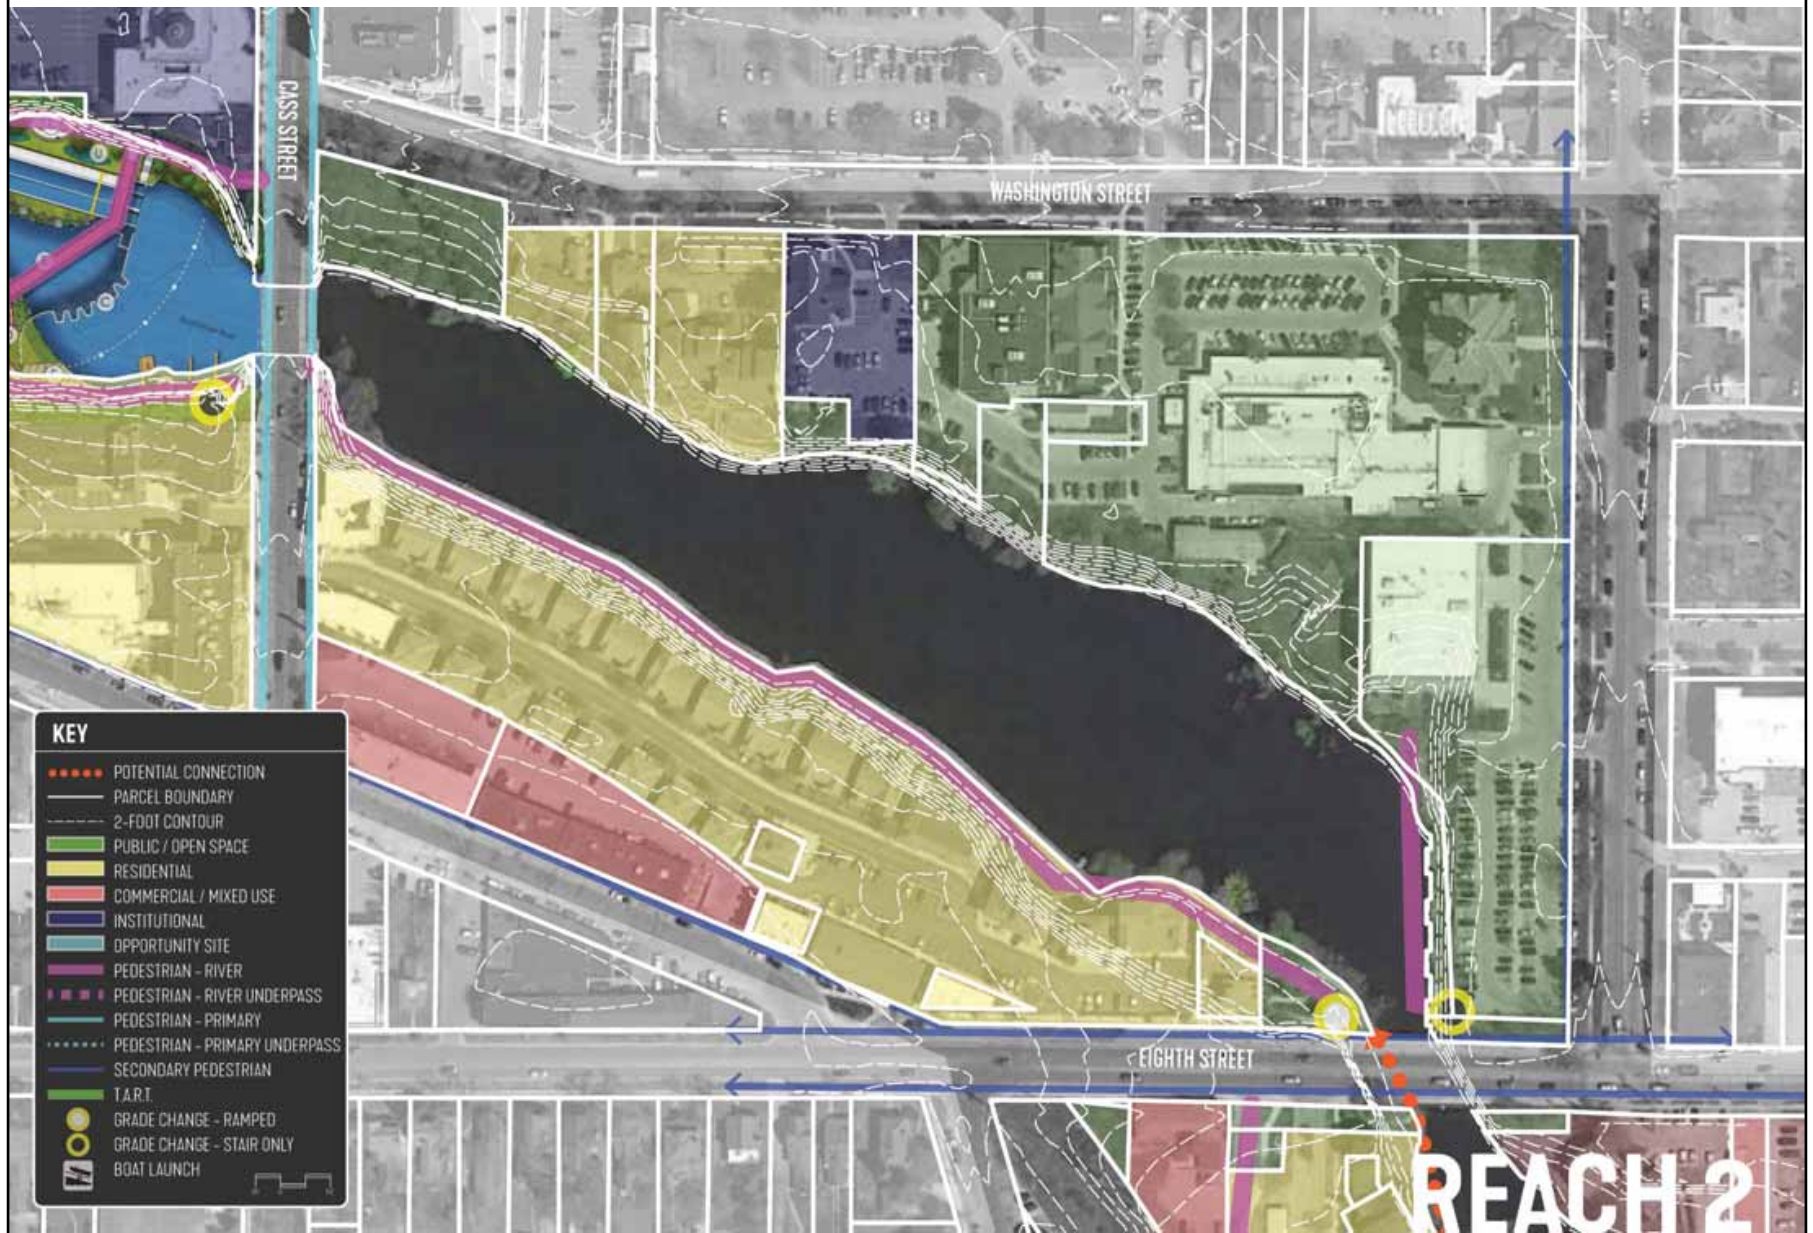 CASS STREET
WASHINGTON STREET
KEY
POTENTIAL CONNECTION
PARCEL BOUNDARY
2-FOOT CONTOUR
PUBLIC / OPEN SPACE
RESIDENTIAL
COMMERCIAL / MIXED USE
INSTITUTIONAL
OPPORTUNITY SITE
PEDESTRIAN - RIVER
PEDESTRIAN - RIVER UNDERPASS
PEDESTRIAN - PRIMARY
PEDESTRIAN - PRIMARY UNDERPASS
SECONDARY PEDESTRIAN
T.A.R.T.
GRADE CHANGE - RAMPED
GRADE CHANGE - STAIR ONLY
BOAT LAUNCH
EIGHTH STREET
REACH 2